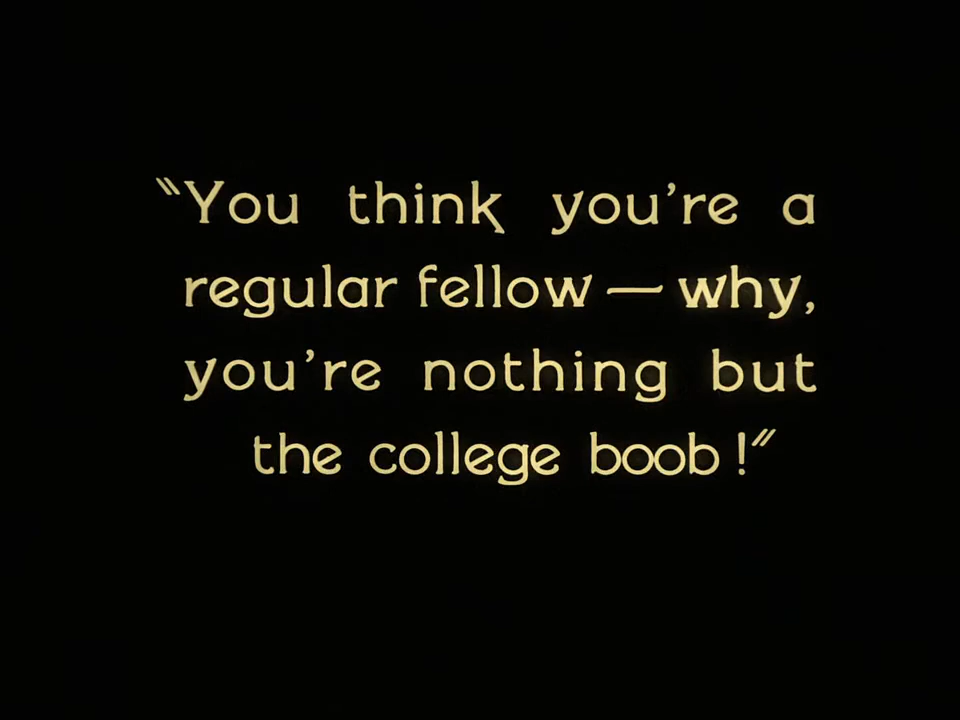 "You think you're a
regular fellow — why,
you're nothing but
the college boob!"